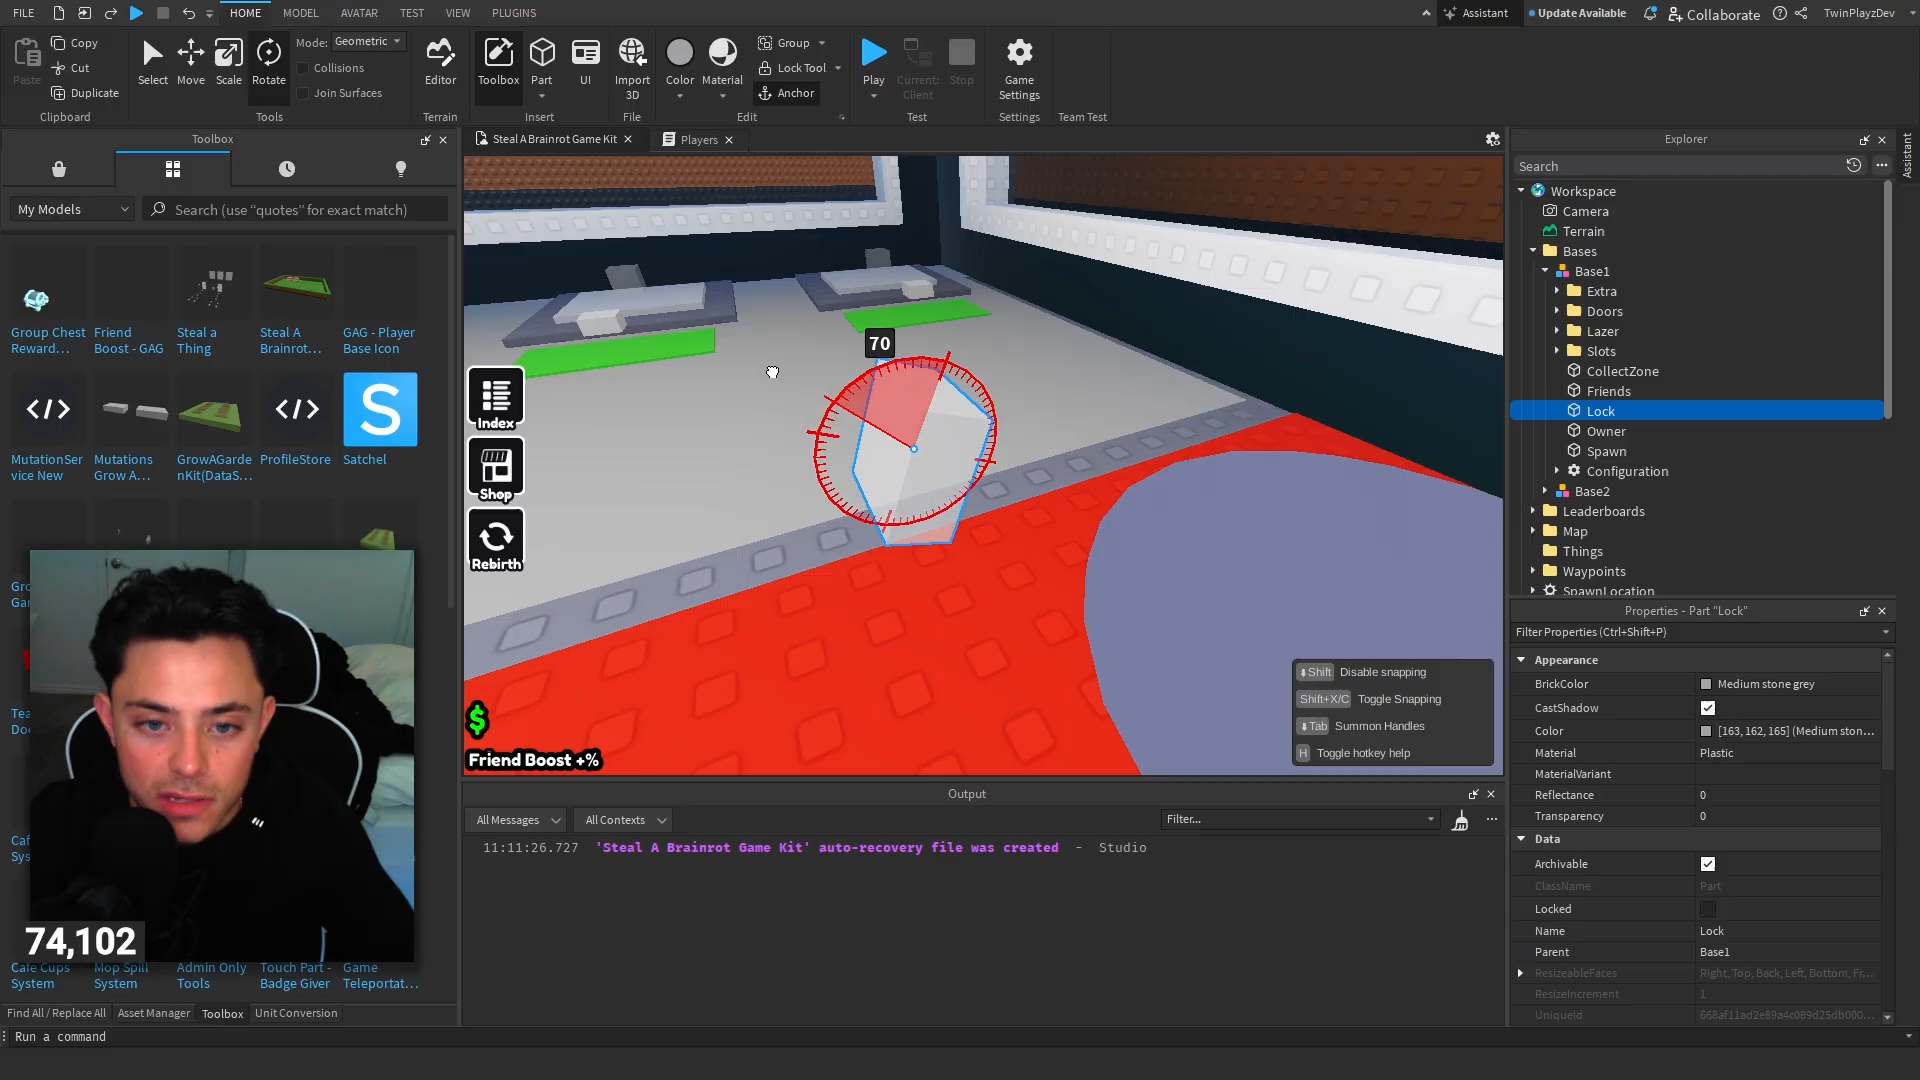 FILE
HOME
MODEL
AVATAR
TEST
VIEW
PLUGINS
Assistant
Update Available
Collaborate
TwinPlayzDev
Paste
Copy
Cut
Duplicate
Clipboard
Select
Move
Scale
Rotate
Mode:
Geometric
Collisions
Join Surfaces
Tools
Editor
Terrain
Toolbox
Part
UI
Insert
Import 3D
File
Color
Material
Group
Lock Tool
Anchor
Edit
Play
Current: Client
Stop
Test
Game Settings
Settings
Team Test
Toolbox
My Models
Search (use “quotes” for exact match)
Group Chest Reward...
Friend Boost - GAG
Steal a Thing
Steal A Brainrot...
GAG - Player Base Icon
MutationSer vice New
Mutations Grow A...
GrowAGarde nKit(DataS...
ProfileStore
Satchel
74,102
Cafe Cups System
Mop Spill System
Admin Only Tools
Touch Part - Badge Giver
Game Teleportat...
Find All / Replace All
Asset Manager
Toolbox
Unit Conversion
Run a command
Steal A Brainrot Game Kit
Players
70
Index
Shop
Rebirth
$
Friend Boost +%
Shift Disable snapping
Shift+X/C Toggle Snapping
Tab Summon Handles
H Toggle hotkey help
Output
All Messages
All Contexts
Filter...
11:11:26.727 'Steal A Brainrot Game Kit' auto-recovery file was created - Studio
Explorer
Assistant
Search
Workspace
Camera
Terrain
Bases
Base1
Extra
Doors
Lazer
Slots
CollectZone
Friends
Lock
Owner
Spawn
Configuration
Base2
Leaderboards
Map
Things
Waypoints
SpawnLocation
Properties - Part "Lock"
Filter Properties (Ctrl+Shift+P)
Appearance
BrickColor Medium stone grey
CastShadow
Color [163, 162, 165] (Medium ston...
Material Plastic
MaterialVariant
Reflectance 0
Transparency 0
Data
Archivable
ClassName Part
Locked
Name Lock
Parent Base1
ResizeableFaces Right, Top, Back, Left, Bottom, Fr...
ResizeIncrement 1
UniqueId